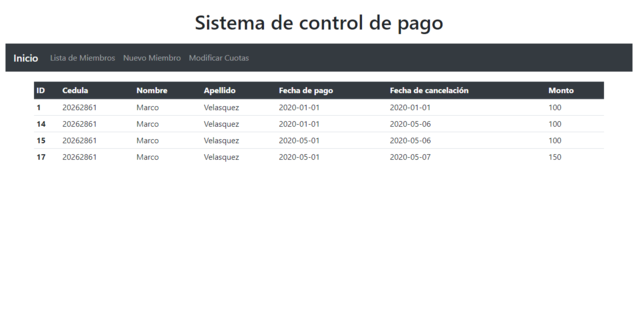 Sistema de control de pago
Inicio Lista de Miembros Nuevo Miembro Modificar Cuotas
ID Cedula Nombre Apellido Fecha de pago Fecha de cancelación Monto
1 20262861 Marco Velasquez 2020-01-01 2020-01-01 100
14 20262861 Marco Velasquez 2020-01-01 2020-05-06 100
15 20262861 Marco Velasquez 2020-05-01 2020-05-06 100
17 20262861 Marco Velasquez 2020-05-01 2020-05-07 150